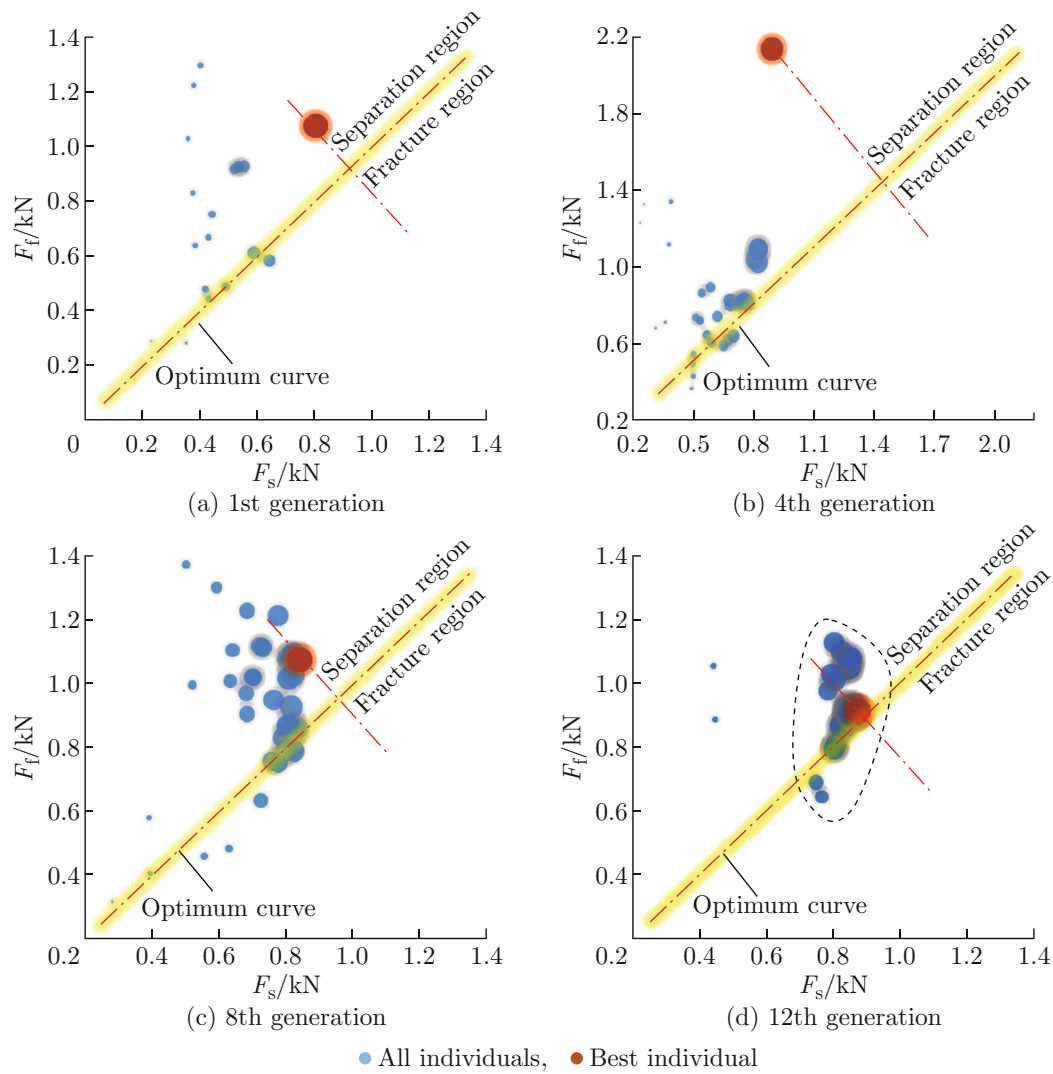 1.4
1.2
1.0
0.8
0.6
0.4
0.2
F_f/kN
Separation region
Fracture region
Optimum curve
0 0.2 0.4 0.6 0.8 1.0 1.2 1.4
F_s/kN
(a) 1st generation
2.2
1.8
1.4
1.0
0.6
0.2
F_f/kN
Separation region
Fracture region
Optimum curve
0.2 0.5 0.8 1.1 1.4 1.7 2.0
F_s/kN
(b) 4th generation
1.4
1.2
1.0
0.8
0.6
0.4
F_f/kN
Separation region
Fracture region
Optimum curve
0.2 0.4 0.6 0.8 1.0 1.2 1.4
F_s/kN
(c) 8th generation
1.4
1.2
1.0
0.8
0.6
0.4
F_f/kN
Separation region
Fracture region
Optimum curve
0.2 0.4 0.6 0.8 1.0 1.2 1.4
F_s/kN
(d) 12th generation
All individuals, Best individual